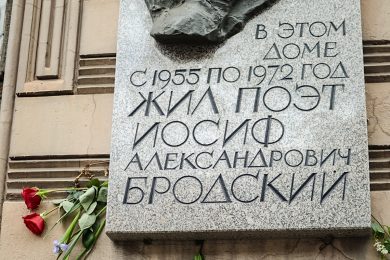 В ЭТОМ
ДОМЕ
С 1955 ПО 1972 ГОД
ЖИЛ ПОЭТ
ИОСИФ
АЛЕКСАНДРОВИЧ
БРОДСКИЙ